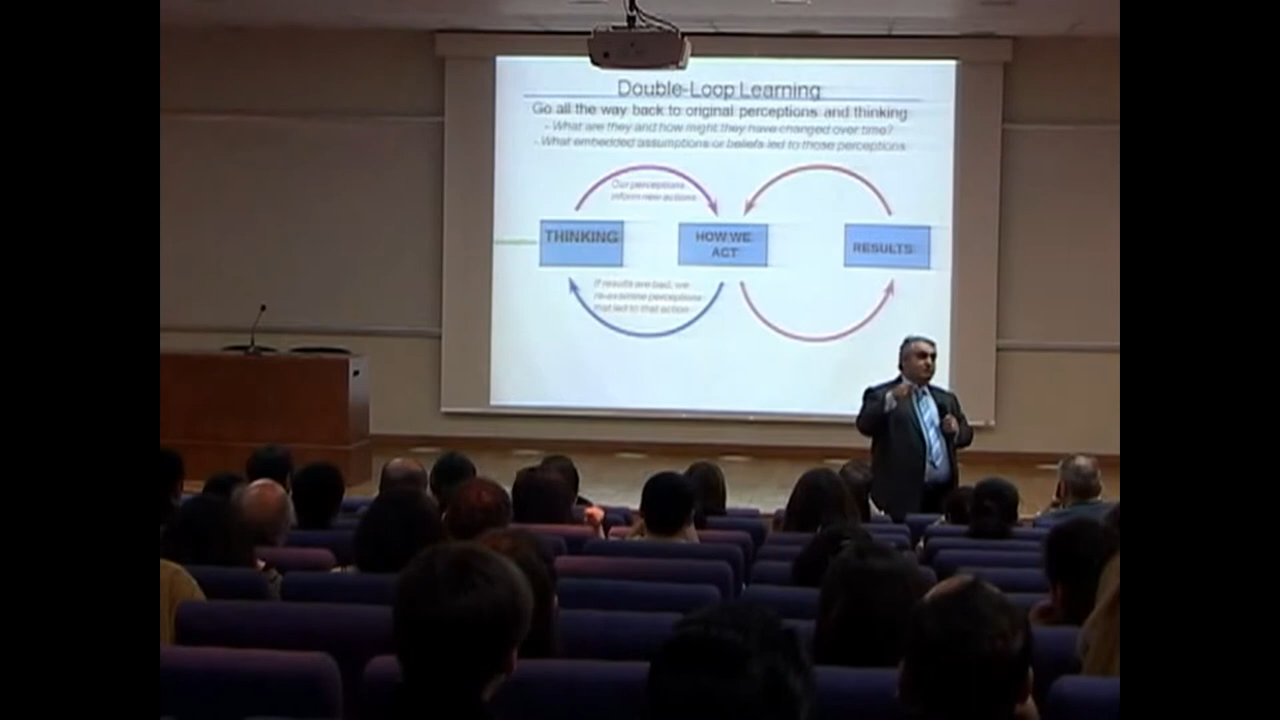 Double-Loop Learning
Go all the way back to original perceptions and thinking
- What are they and how might they have changed over time?
- What embedded assumptions or beliefs led to those perceptions
Our perceptions
inform new actions
THINKING
HOW WE
ACT
RESULTS
If results are bad, we
re-examine perceptions
that led to that action